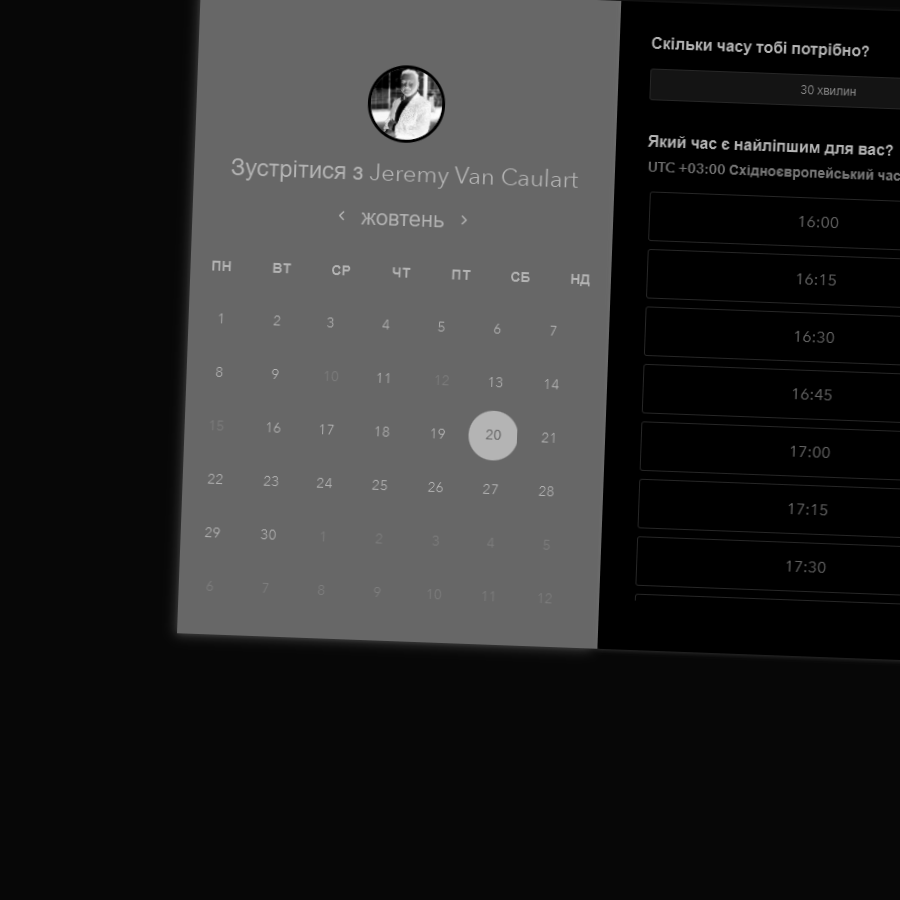 Зустрітися з Jeremy Van Caulart
жовтень
ПН ВТ СР ЧТ ПТ СБ НД
1 2 3 4 5 6 7
8 9 10 11 12 13 14
15 16 17 18 19 20 21
22 23 24 25 26 27 28
29 30 1 2 3 4 5
6 7 8 9 10 11 12
Скільки часу тобі потрібно?
30 хвилин
Який час є найліпшим для вас?
UTC +03:00 Східноєвропейський час
16:00
16:15
16:30
16:45
17:00
17:15
17:30